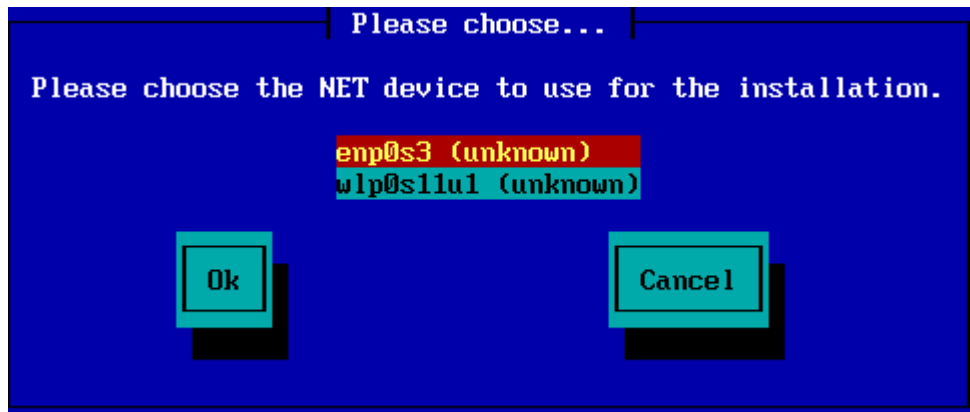 Please choose...
Please choose the NET device to use for the installation.
enp0s3 (unknown)
wlp0s11u1 (unknown)
Ok
Cancel